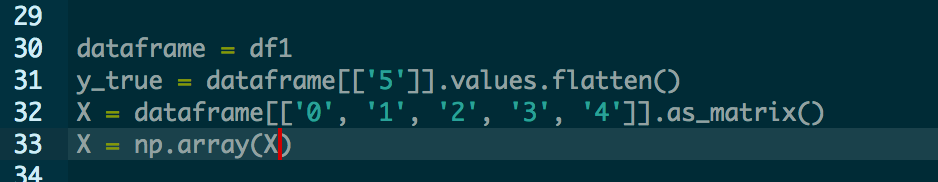 29
30 dataframe = df1
31 y_true = dataframe[['5']].values.flatten()
32 X = dataframe[['0', '1', '2', '3', '4']].as_matrix()
33 X = np.array(X)
34